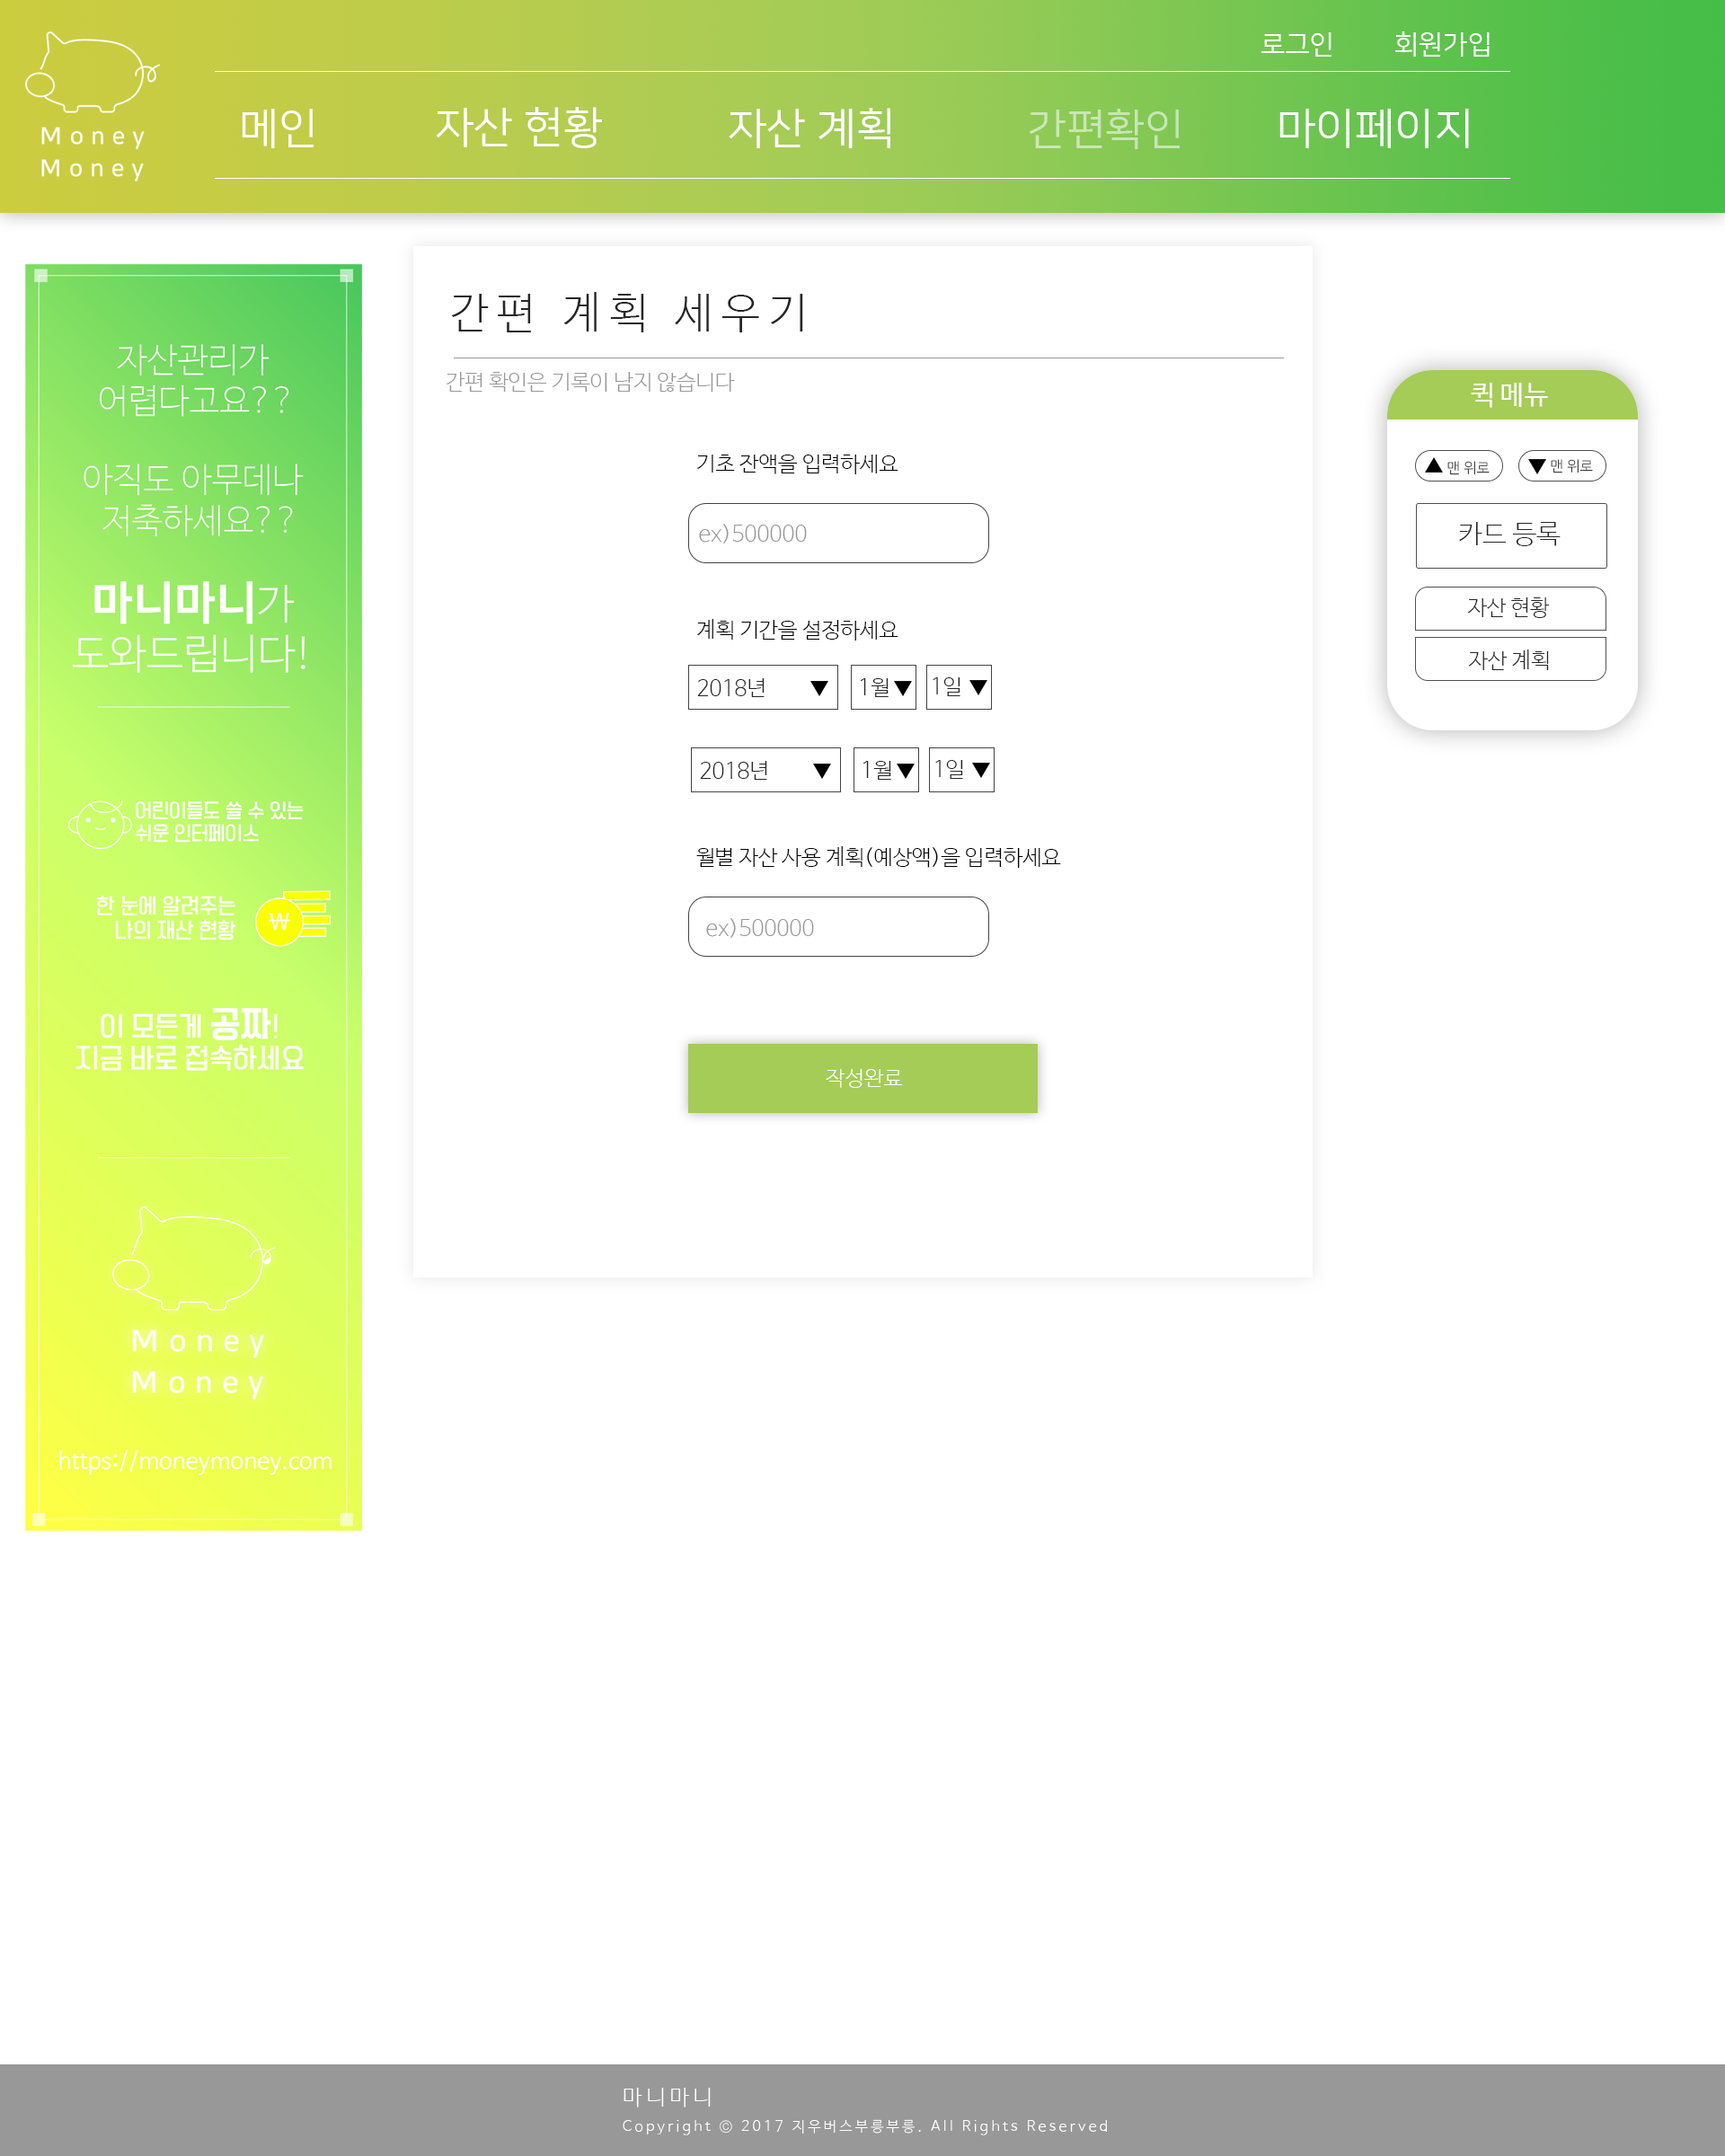 로그인 회원가입
Money
Money
메인 자산 현황 자산 계획 간편확인 마이페이지
자산관리가
어렵다고요??
아직도 아무데나
저축하세요??
마니마니가
도와드립니다!
어린이들도 쓸 수 있는
쉬운 인터페이스
한 눈에 알려주는
나의 재산 현황
₩
이 모든게 공짜!
지금 바로 접속하세요
Money
Money
https://moneymoney.com
간편 계획 세우기
간편 확인은 기록이 남지 않습니다
기초 잔액을 입력하세요
ex)500000
계획 기간을 설정하세요
2018년 ▼ 1월▼ 1일 ▼
2018년 ▼ 1월▼ 1일 ▼
월별 자산 사용 계획(예상액)을 입력하세요
ex)500000
작성완료
퀵 메뉴
▲ 맨 위로 ▼ 맨 위로
카드 등록
자산 현황
자산 계획
마니마니
Copyright © 2017 지우버스부릉부릉. All Rights Reserved